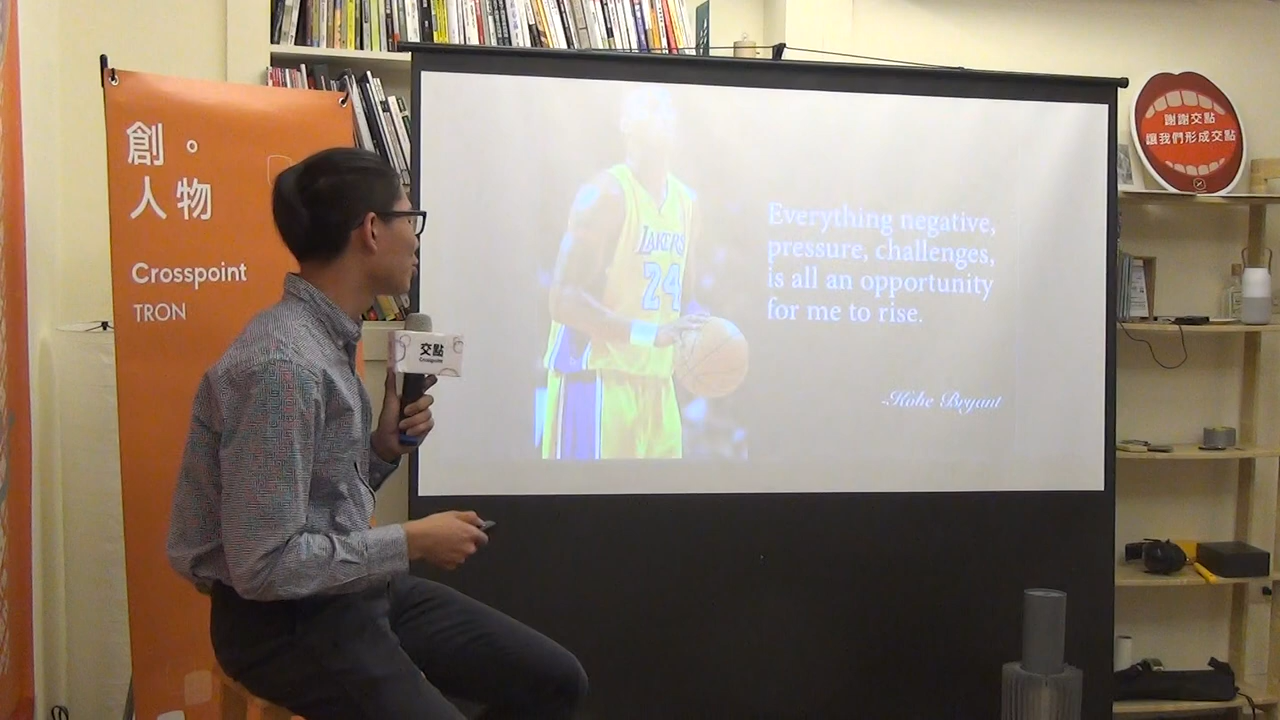 創。
人物
Crosspoint
TRON
交點
Crosspoint
LAKERS
24
Everything negative,
pressure, challenges,
is all an opportunity
for me to rise.
-Kobe Bryant
謝謝交點
讓我們形成交點